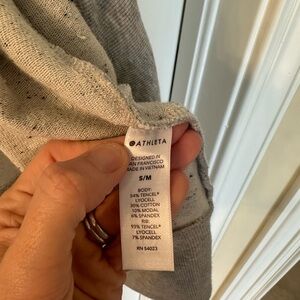 ATHLETA
DESIGNED IN
SAN FRANCISCO
MADE IN VIETNAM
S/M
BODY:
54% TENCEL®
LYOCELL
30% COTTON
10% MODAL
6% SPANDEX
RIB:
93% TENCEL®
LYOCELL
7% SPANDEX
RN 54023